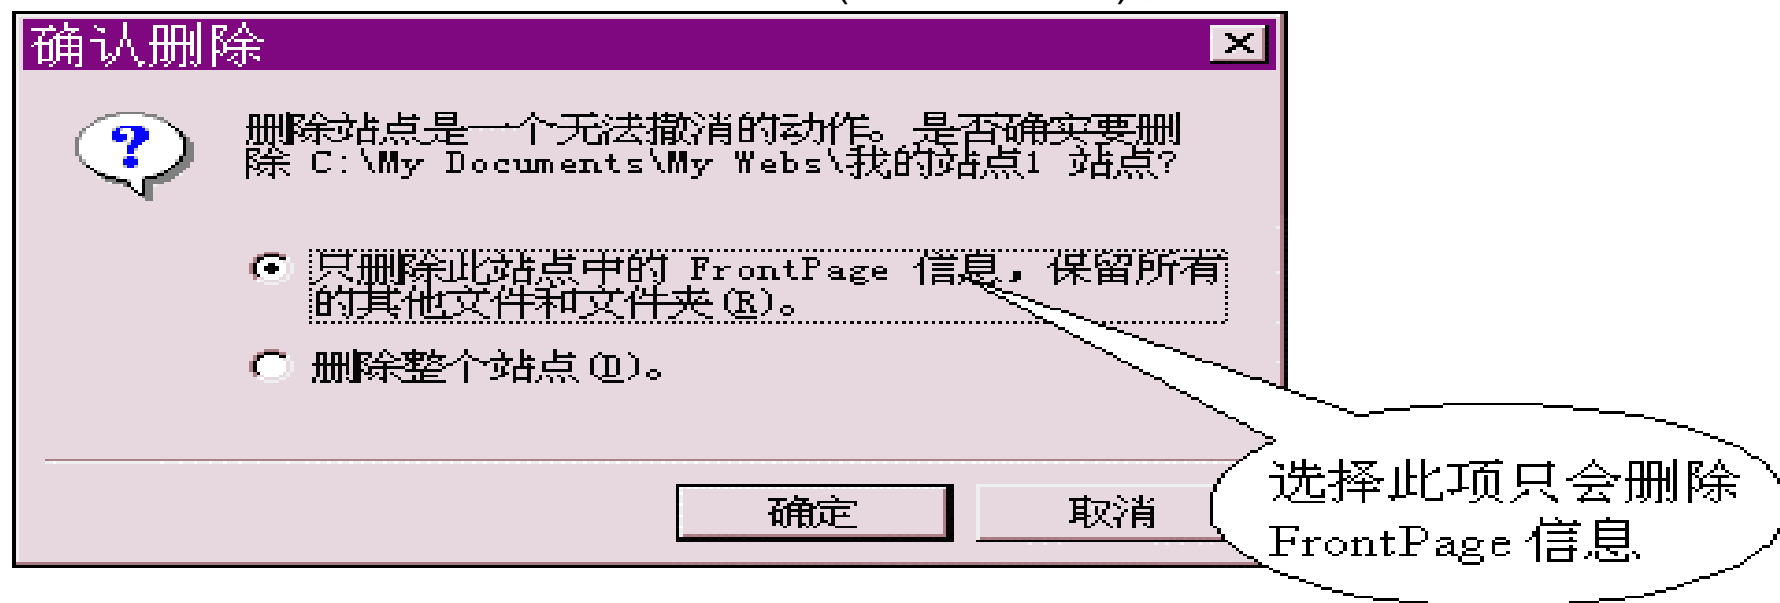 确认删除
删除站点是一个无法撤消的动作。是否确实要删
除 C:\My Documents\My Webs\我的站点1 站点?
只删除此站点中的 FrontPage 信息，保留所有
的其他文件和文件夹(R)。
删除整个站点(D)。
确定
取消
选择此项只会删除
FrontPage 信息